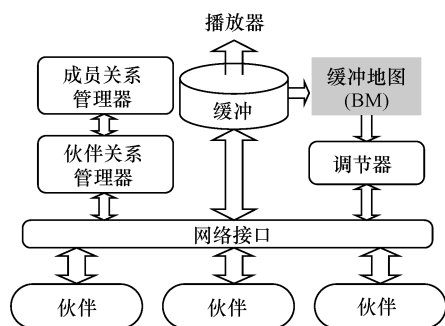 播放器
成员关系
管理器
缓冲
缓冲地图
(BM)
伙伴关系
管理器
调节器
网络接口
伙伴
伙伴
伙伴